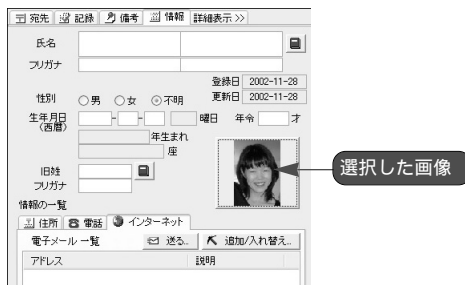 宛先 記録 備考 情報 詳細表示 >>
氏名
フリガナ
登録日 2002-11-28
性別 男 女 不明 更新日 2002-11-28
生年月日 - - 曜日 年令 才
(西暦)
年生まれ
座
選択した画像
旧姓
フリガナ
情報の一覧
住所 電話 インターネット
電子メール一覧 送る.. 追加/入れ替え..
アドレス 説明